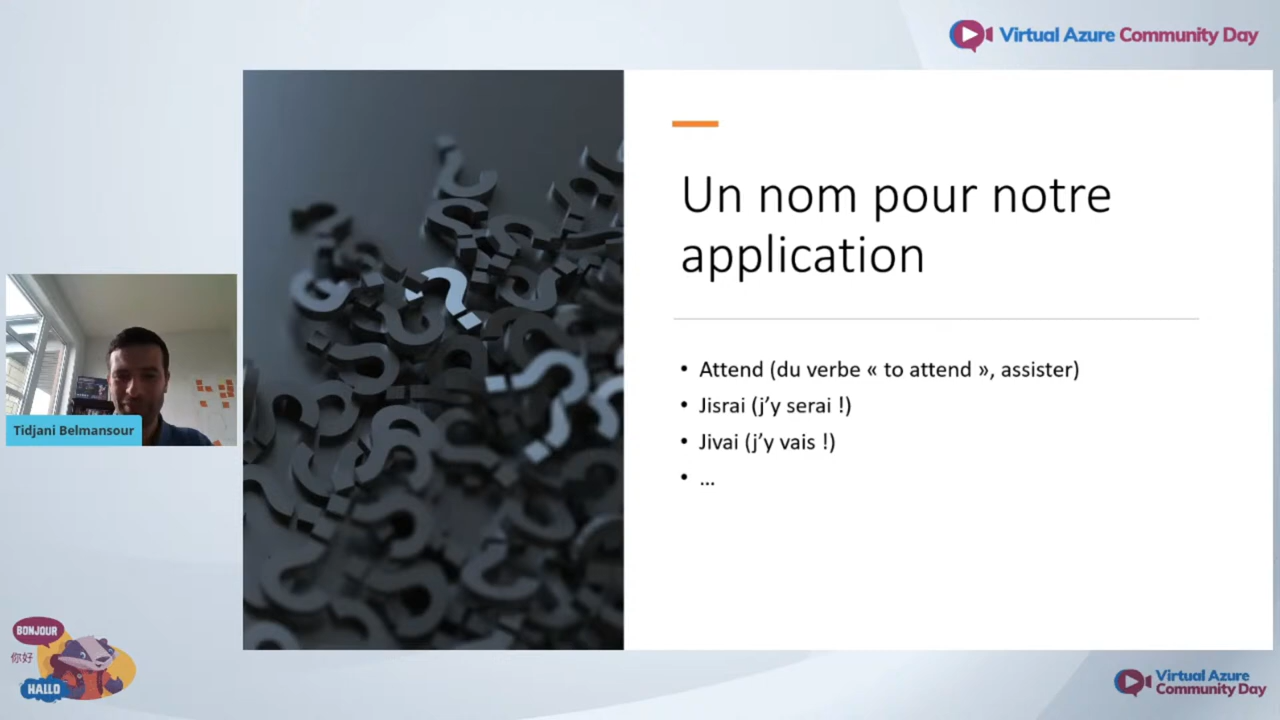 Virtual Azure Community Day
Un nom pour notre
application
• Attend (du verbe « to attend », assister)
• Jisrai (j’y serai !)
• Jivai (j’y vais !)
• ...
Tidjani Belmansour
BONJOUR
你好
HALLO
Virtual Azure
Community Day